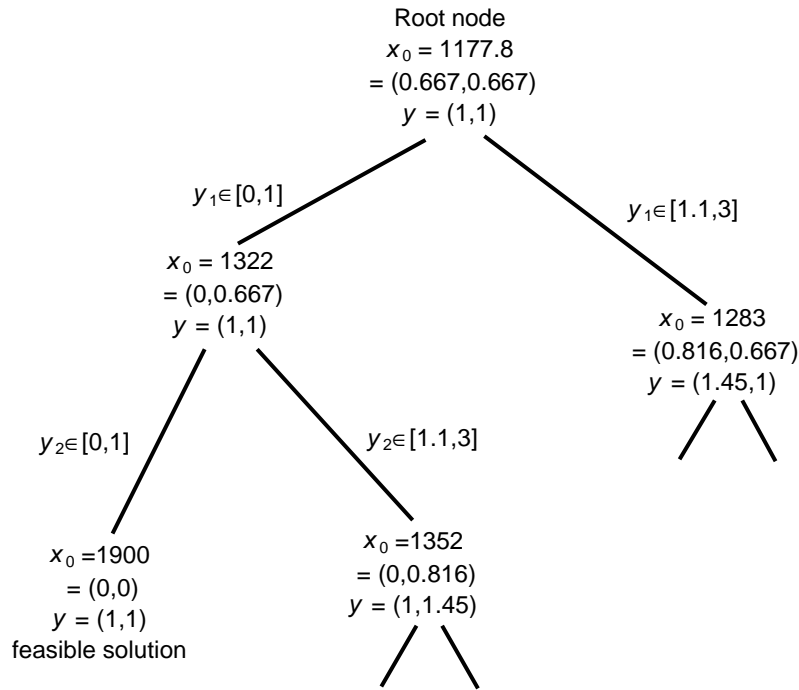 Root node
x₀ = 1177.8
= (0.667,0.667)
y = (1,1)
y₁∈[0,1]
y₁∈[1.1,3]
x₀ = 1322
= (0,0.667)
y = (1,1)
x₀ = 1283
= (0.816,0.667)
y = (1.45,1)
y₂∈[0,1]
y₂∈[1.1,3]
x₀ =1900
= (0,0)
y = (1,1)
feasible solution
x₀ =1352
= (0,0.816)
y = (1,1.45)